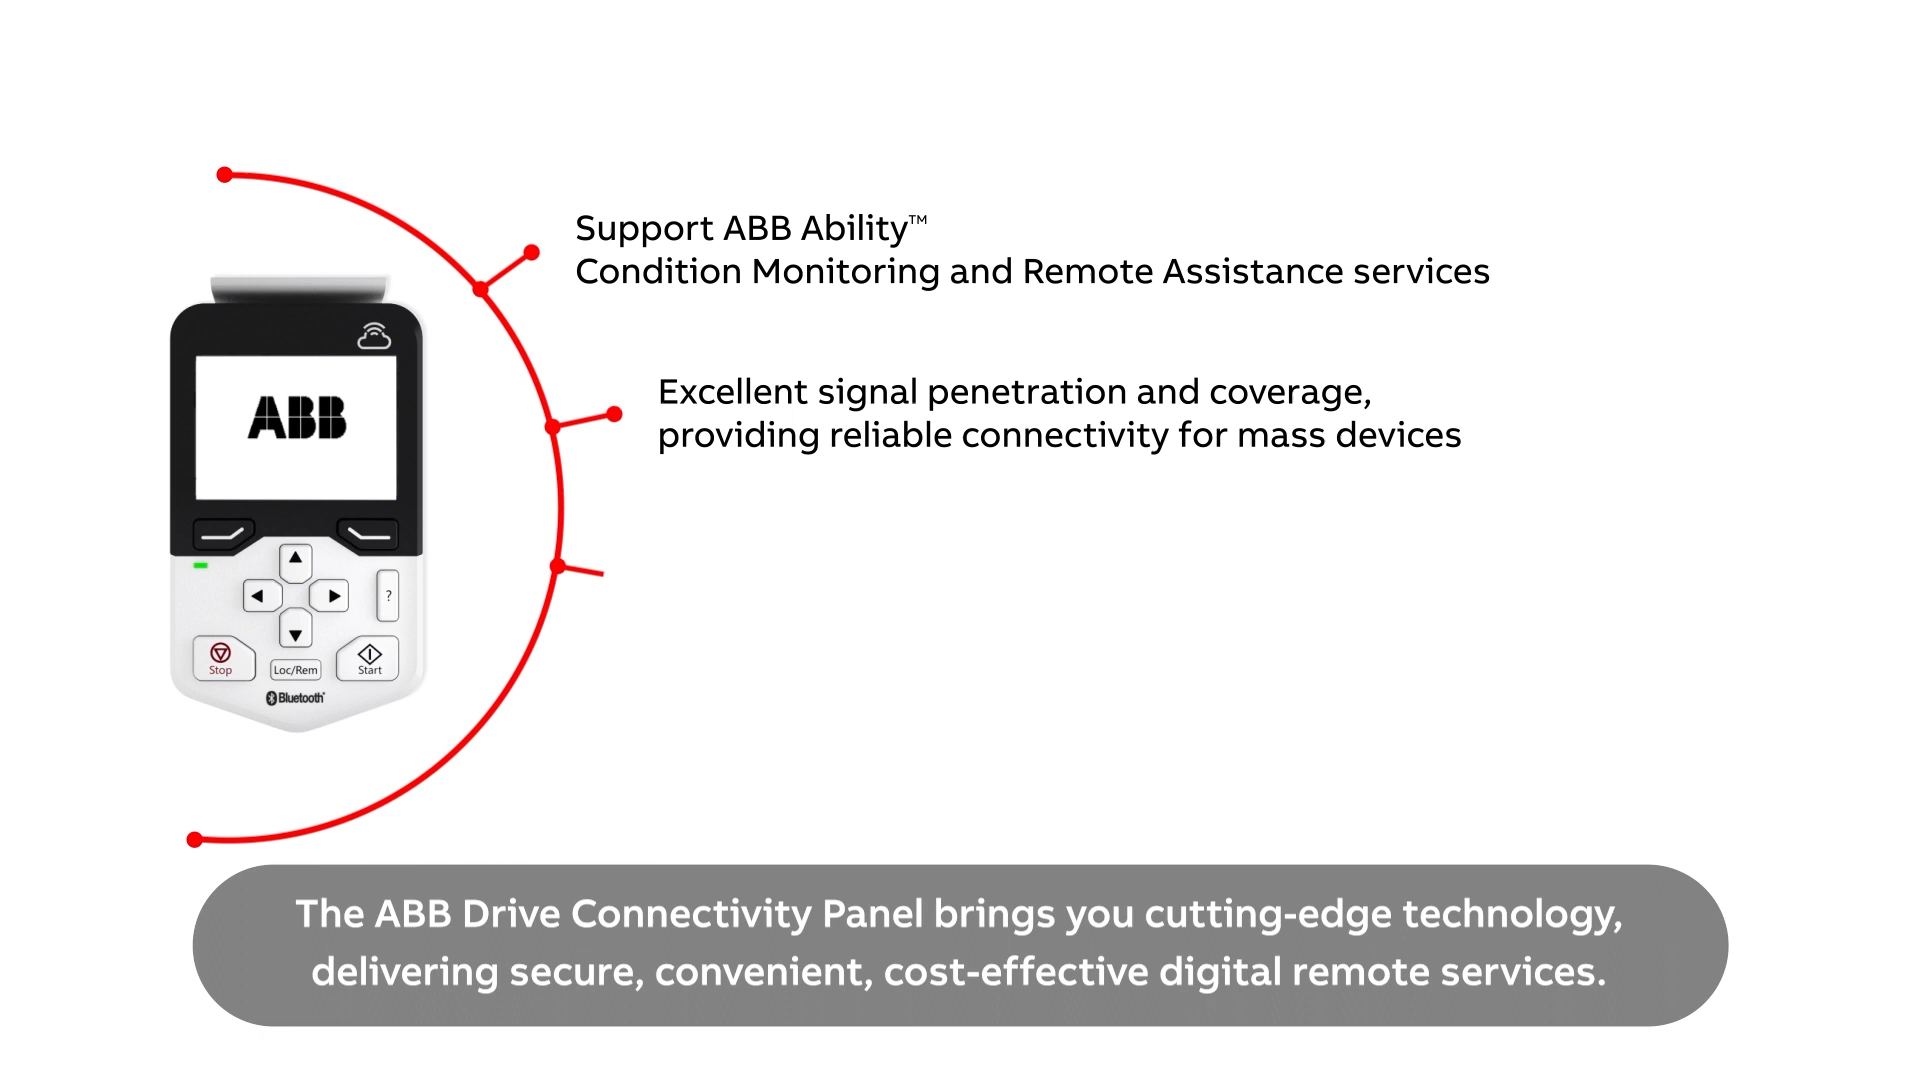 Support ABB Ability™
Condition Monitoring and Remote Assistance services
Excellent signal penetration and coverage,
providing reliable connectivity for mass devices
ABB
?
Stop
Loc/Rem
Start
Bluetooth®
The ABB Drive Connectivity Panel brings you cutting-edge technology,
delivering secure, convenient, cost-effective digital remote services.